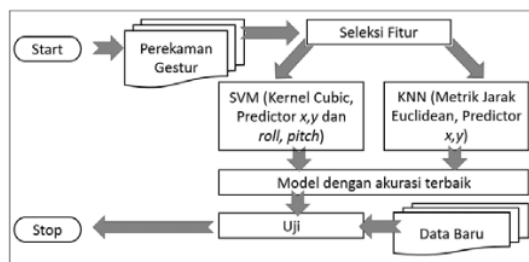 Start
Perekaman
Gestur
Seleksi Fitur
SVM (Kernel Cubic,
Predictor x,y dan
roll, pitch)
KNN (Metrik Jarak
Euclidean, Predictor
x,y)
Model dengan akurasi terbaik
Stop
Uji
Data Baru